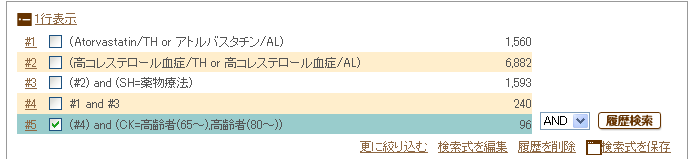 1行表示
#1 (Atorvastatin/TH or アトルバスタチン/AL) 1,560
#2 (高コレステロール血症/TH or 高コレステロール血症/AL) 6,882
#3 (#2) and (SH=薬物療法) 1,593
#4 #1 and #3 240
#5 (#4) and (CK=高齢者(65～),高齢者(80～)) 96 AND 履歴検索
更に絞り込む 検索式を編集 履歴を削除 検索式を保存